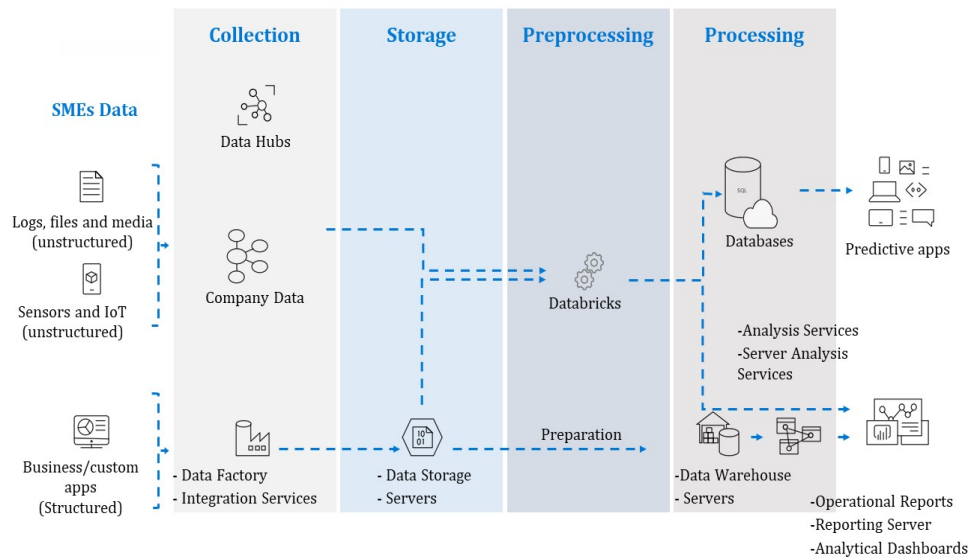 Collection
Storage
Preprocessing
Processing
SMEs Data
Data Hubs
Logs, files and media
(unstructured)
Company Data
Sensors and IoT
(unstructured)
Databricks
SQL
Databases
Predictive apps
-Analysis Services
-Server Analysis
Services
Business/custom
apps
(Structured)
- Data Factory
- Integration Services
10
01
- Data Storage
- Servers
Preparation
-Data Warehouse
- Servers
-Operational Reports
-Reporting Server
-Analytical Dashboards